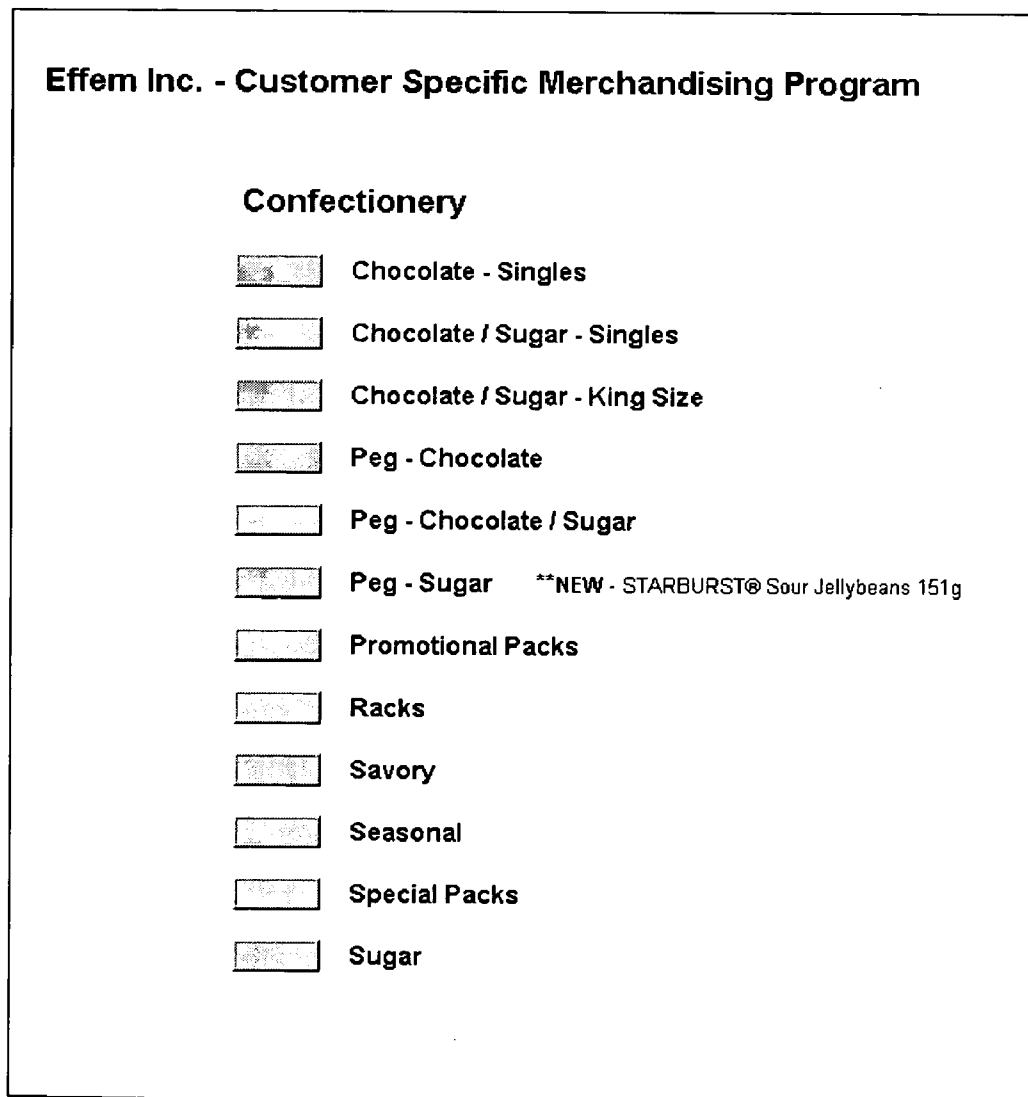 Effem Inc. - Customer Specific Merchandising Program
Confectionery
Chocolate - Singles
Chocolate / Sugar - Singles
Chocolate / Sugar - King Size
Peg - Chocolate
Peg - Chocolate / Sugar
Peg - Sugar **NEW - STARBURST® Sour Jellybeans 151g
Promotional Packs
Racks
Savory
Seasonal
Special Packs
Sugar